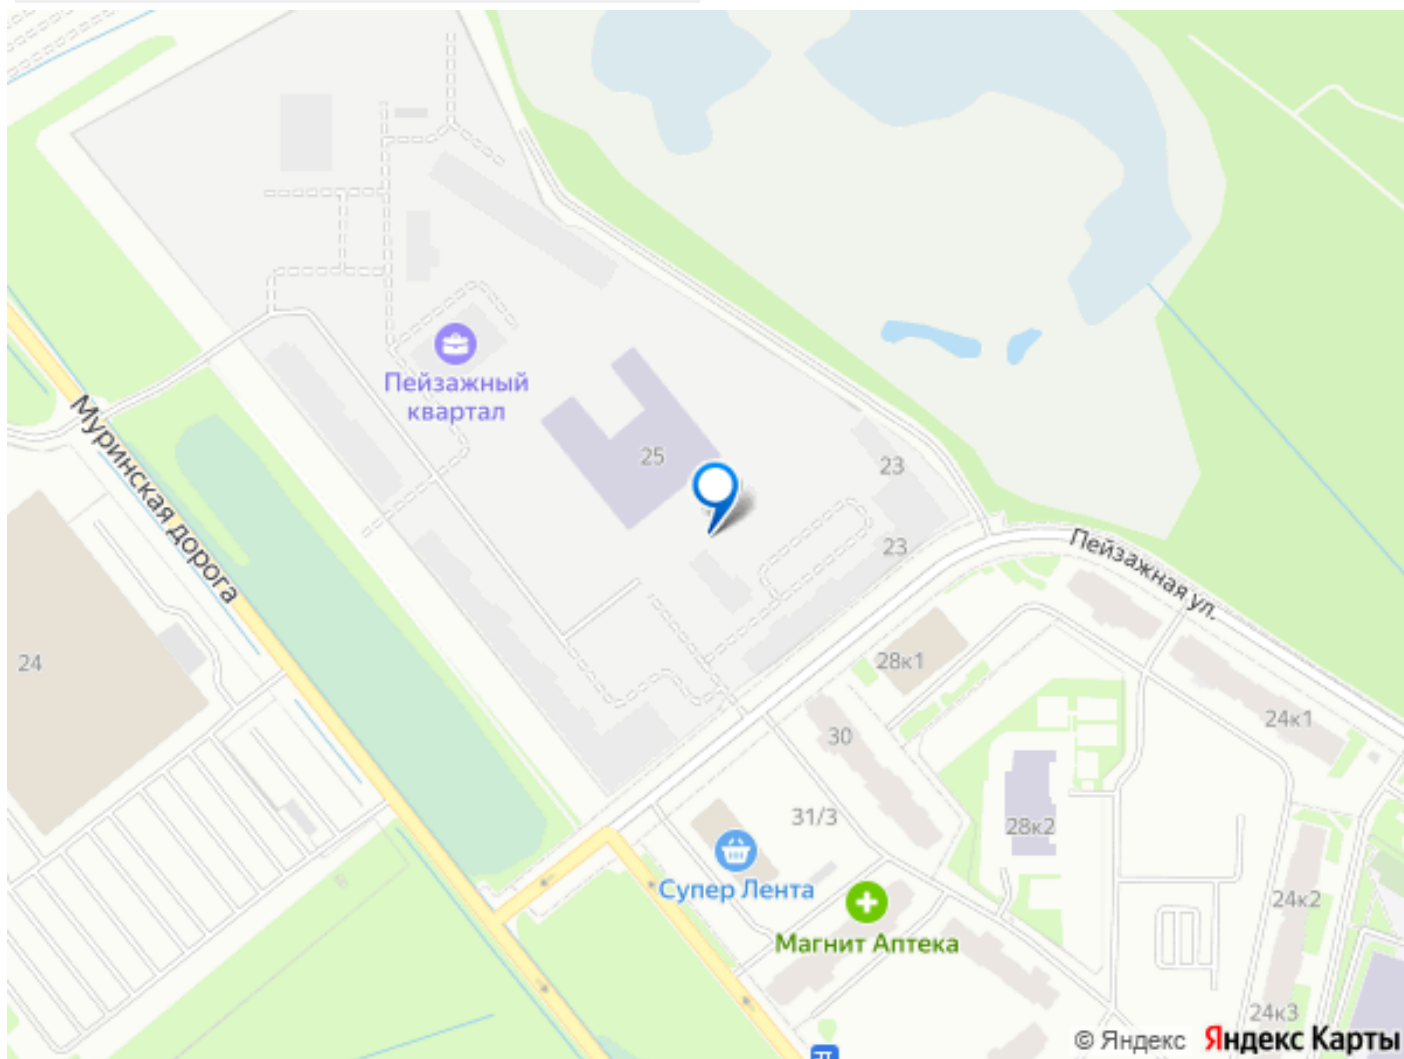 Пейзажный
квартал
25
23
23
Муринская дорога
Пейзажная ул.
24
28к1
30
24к1
31/3
28к2
Супер Лента
24к2
Магнит Аптека
24к3
© Яндекс Яндекс Карты